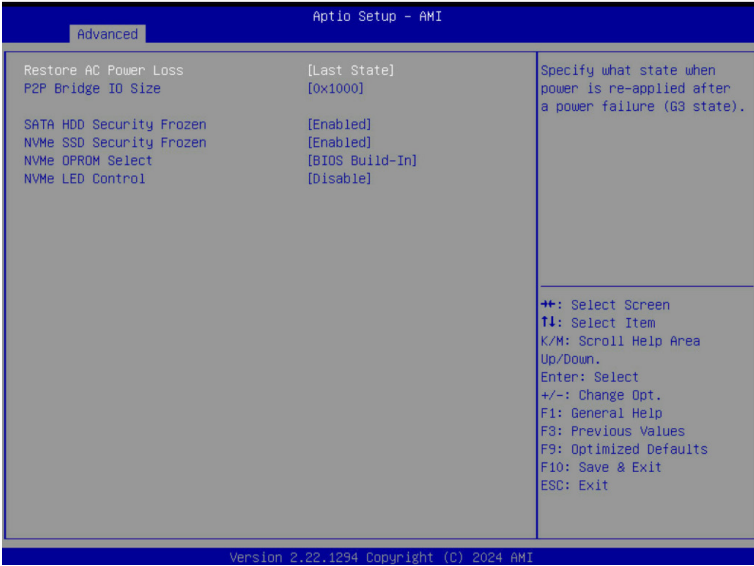 Aptio Setup - AMI
Advanced
Restore AC Power Loss [Last State]
P2P Bridge IO Size [0x1000]
SATA HDD Security Frozen [Enabled]
NVMe SSD Security Frozen [Enabled]
NVMe OPROM Select [BIOS Build-In]
NVMe LED Control [Disable]
Specify what state when
power is re-applied after
a power failure (G3 state).
→←: Select Screen
↑↓: Select Item
K/M: Scroll Help Area
Up/Down.
Enter: Select
+/-: Change Opt.
F1: General Help
F3: Previous Values
F9: Optimized Defaults
F10: Save & Exit
ESC: Exit
Version 2.22.1294 Copyright (C) 2024 AMI